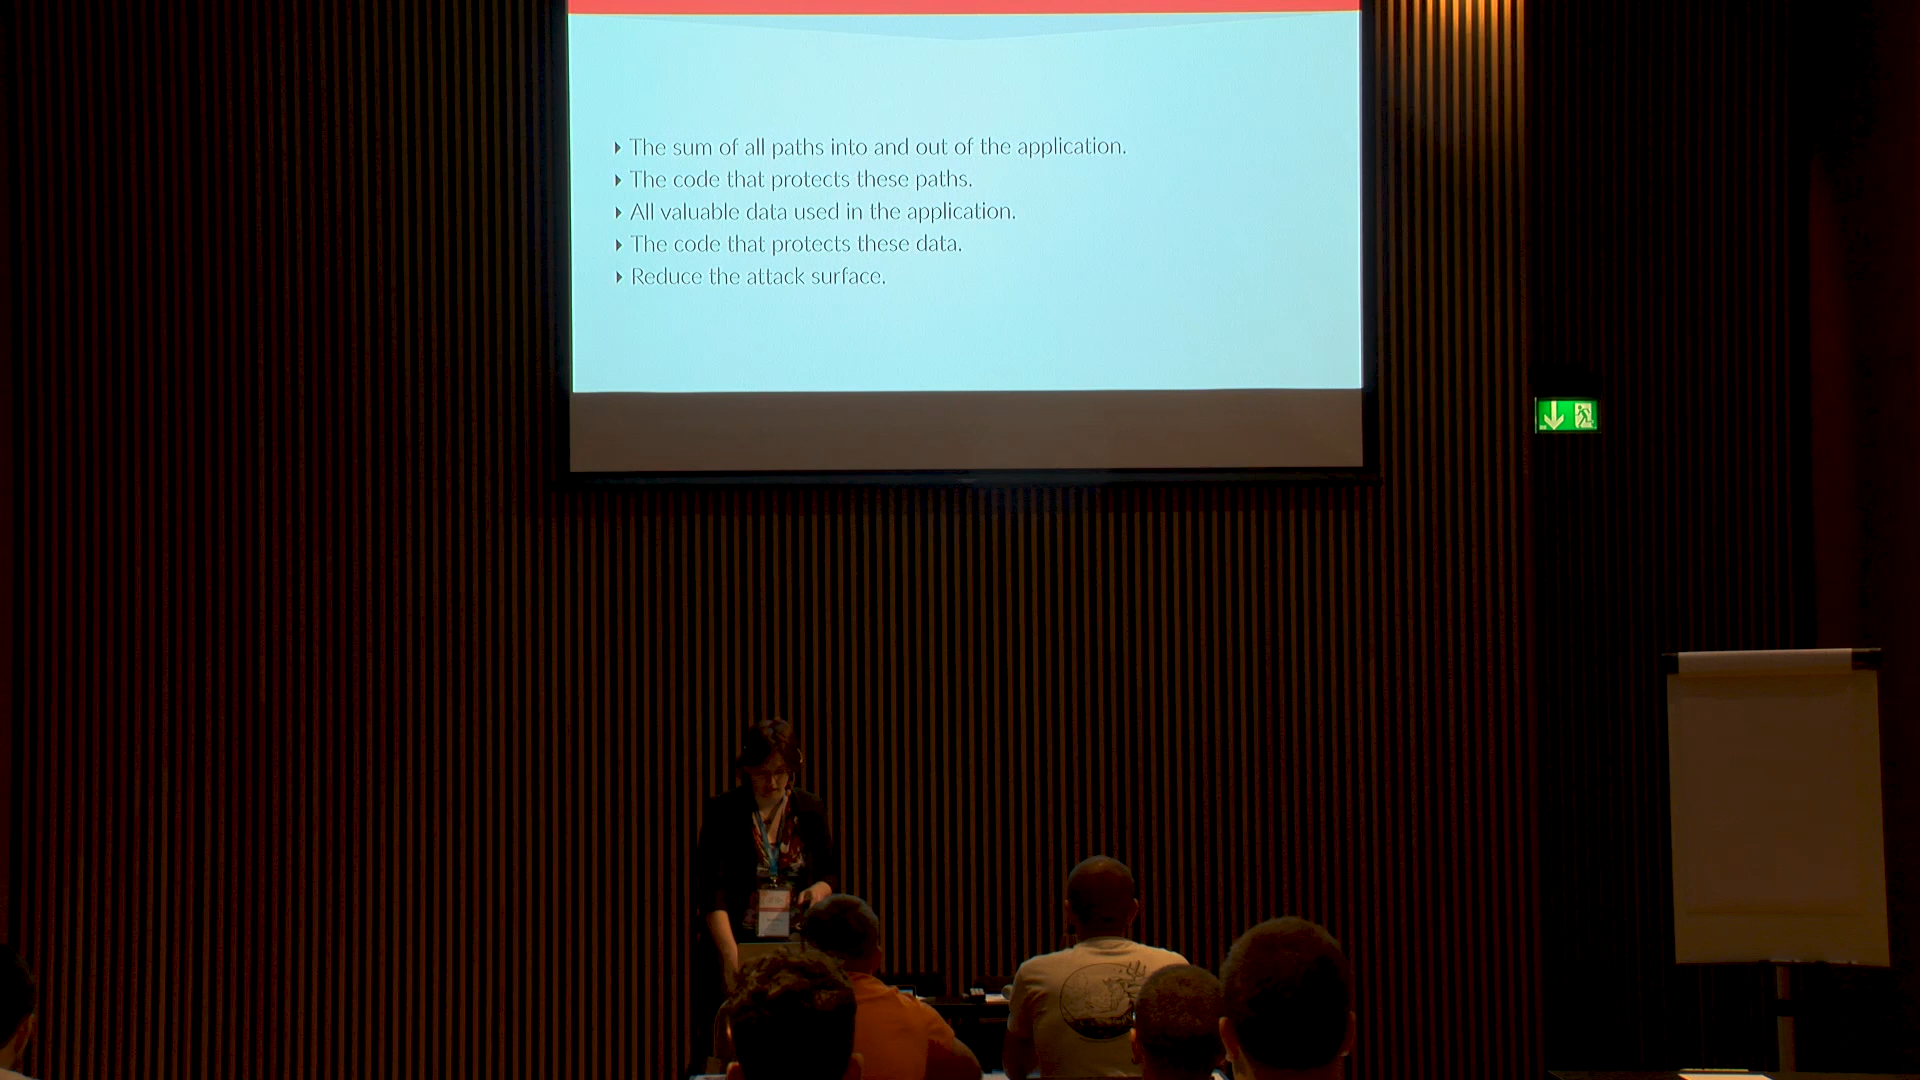 The sum of all paths into and out of the application.
The code that protects these paths.
All valuable data used in the application.
The code that protects these data.
Reduce the attack surface.